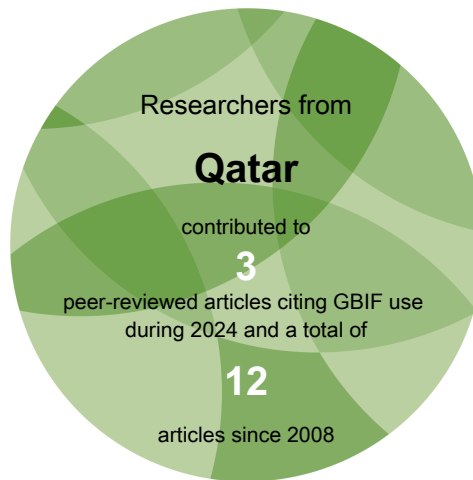 Researchers from
Qatar
contributed to
3
peer-reviewed articles citing GBIF use
during 2024 and a total of
12
articles since 2008